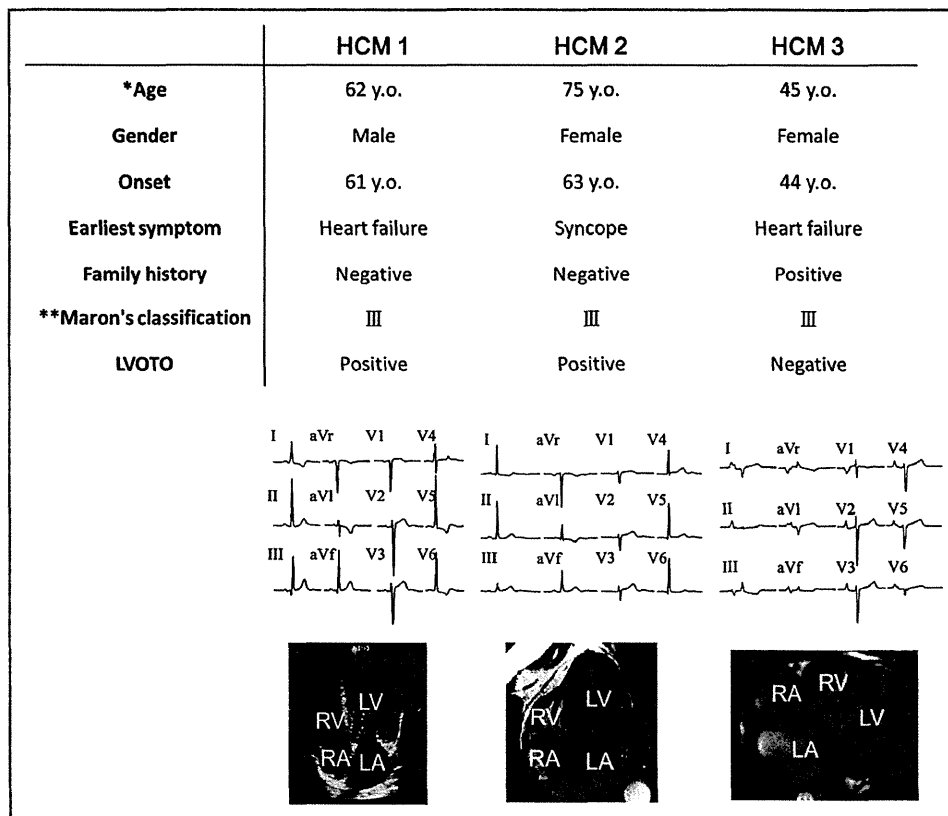 HCM 1 HCM 2 HCM 3
*Age 62 y.o. 75 y.o. 45 y.o.
Gender Male Female Female
Onset 61 y.o. 63 y.o. 44 y.o.
Earliest symptom Heart failure Syncope Heart failure
Family history Negative Negative Positive
**Maron's classification Ⅲ Ⅲ Ⅲ
LVOTO Positive Positive Negative
I aVr V1 V4 I aVr V1 V4 I aVr V1 V4
II aVl V2 V5 II aVl V2 V5 II aVl V2 V5
III aVf V3 V6 III aVf V3 V6 III aVf V3 V6
LV RV RA LA
LV RV RA LA
RA RV LV LA